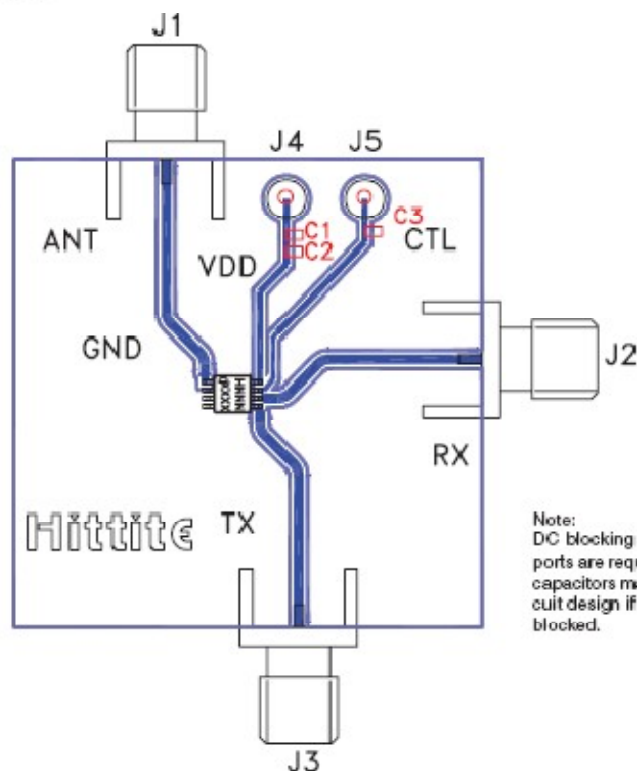 J1
J4
J5
C1
C2
C3
ANT
VDD
CTL
GND
J2
HNNN
RX
Hittite
TX
Note:
DC blocking
ports are
capacitors
cuit design if
blocked.
J3